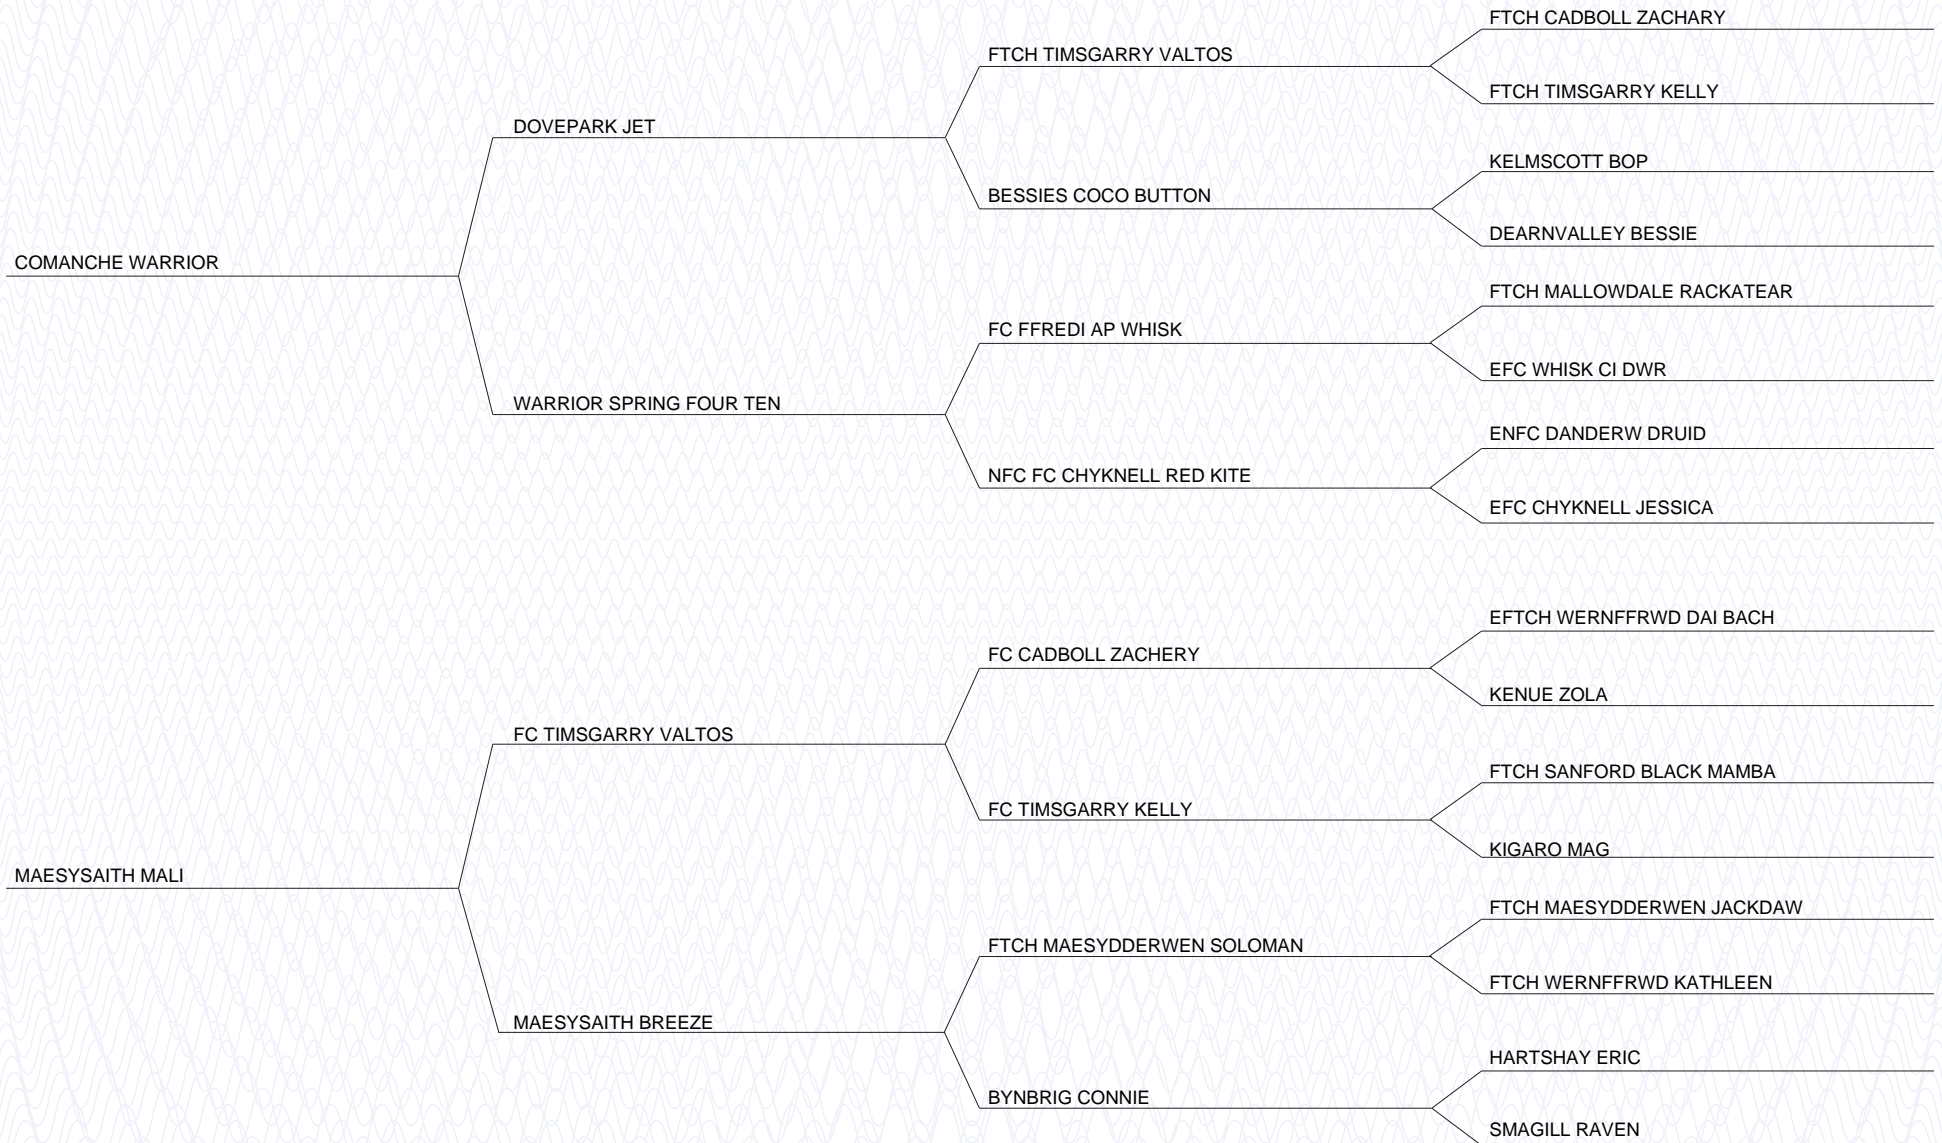 COMANCHE WARRIOR
DOVEPARK JET
FTCH TIMSGARRY VALTOS
FTCH CADBOLL ZACHARY
FTCH TIMSGARRY KELLY
BESSIES COCO BUTTON
KELMSCOTT BOP
DEARNVALLEY BESSIE
WARRIOR SPRING FOUR TEN
FC FFREDI AP WHISK
FTCH MALLOWDALE RACKATEAR
EFC WHISK CI DWR
NFC FC CHYKNELL RED KITE
ENFC DANDERW DRUID
EFC CHYKNELL JESSICA
MAESYSAITH MALI
FC TIMSGARRY VALTOS
FC CADBOLL ZACHERY
EFTCH WERNFFRWD DAI BACH
KENUE ZOLA
FC TIMSGARRY KELLY
FTCH SANFORD BLACK MAMBA
KIGARO MAG
MAESYSAITH BREEZE
FTCH MAESYDDERWEN SOLOMAN
FTCH MAESYDDERWEN JACKDAW
FTCH WERNFFRWD KATHLEEN
BYNBRIG CONNIE
HARTSHAY ERIC
SMAGILL RAVEN